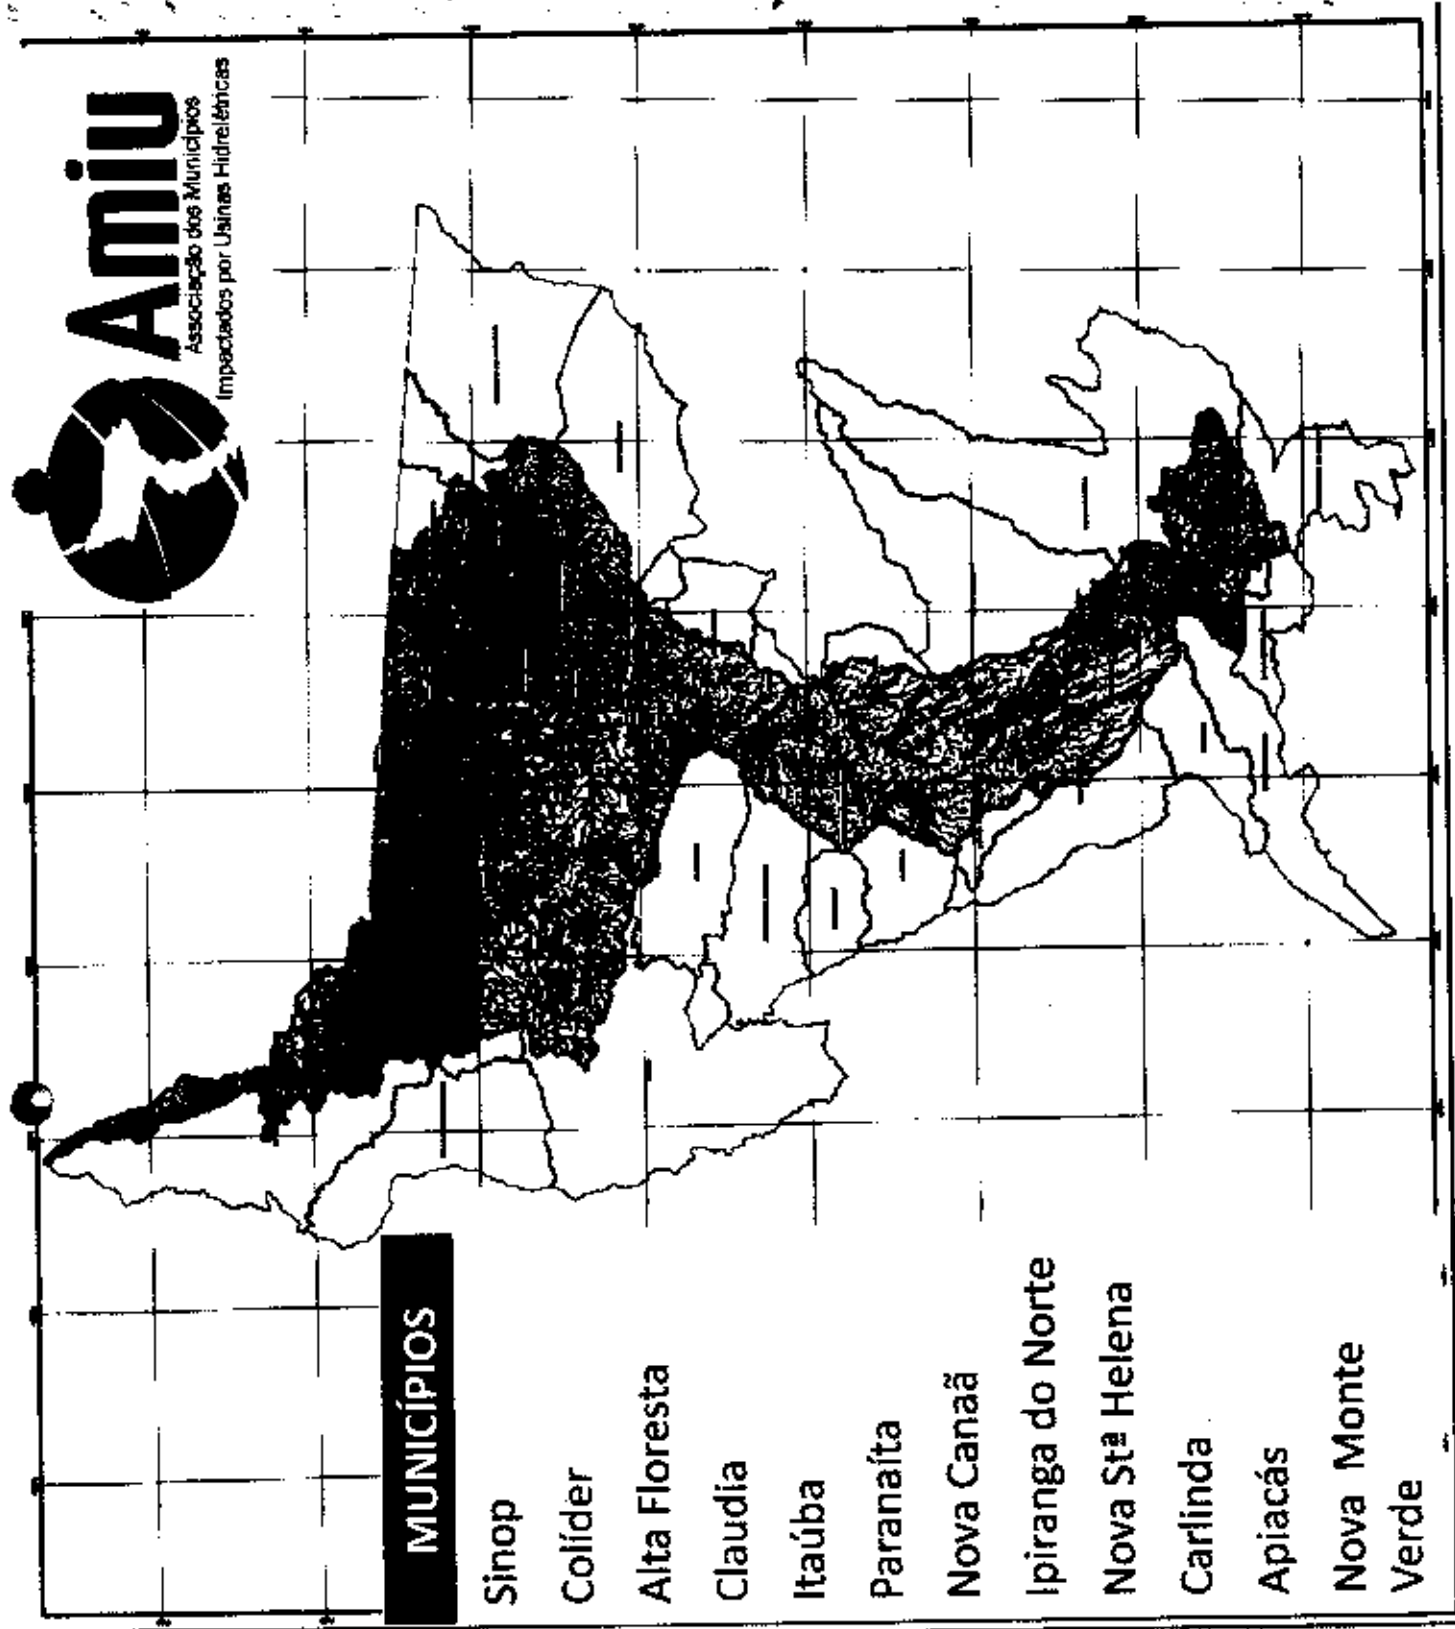 Amiu
Associação dos Municípios
Impactados por Usinas Hidrelétricas
MUNICÍPIOS
Sinop
Colíder
Alta Floresta
Claudia
Itaúba
Paranaíta
Nova Canaã
Ipiranga do Norte
Nova Stª Helena
Carlinda
Apiacás
Nova Monte
Verde